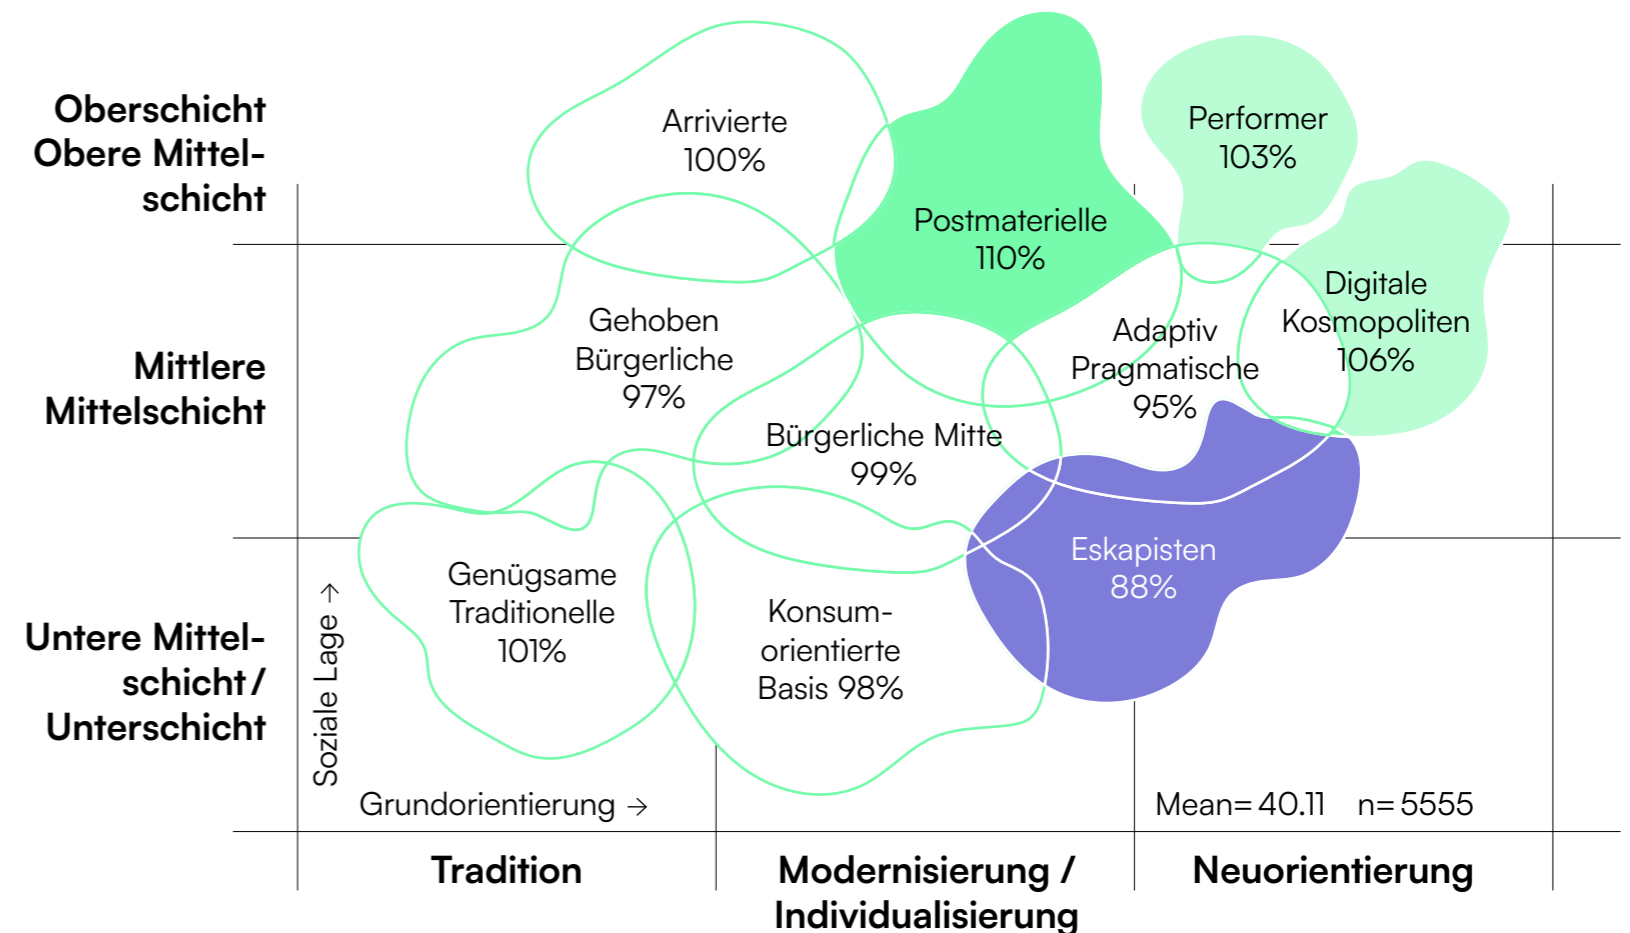 Oberschicht
Obere Mittel-
schicht
Mittlere
Mittelschicht
Untere Mittel-
schicht/
Unterschicht
Soziale Lage →
Grundorientierung →
Arrivierte
100%
Postmaterielle
110%
Performer
103%
Digitale
Kosmopoliten
106%
Gehoben
Bürgerliche
97%
Adaptiv
Pragmatische
95%
Bürgerliche Mitte
99%
Eskapisten
88%
Genügsame
Traditionelle
101%
Konsum-
orientierte
Basis 98%
Mean= 40.11 n= 5555
Tradition
Modernisierung /
Individualisierung
Neuorientierung